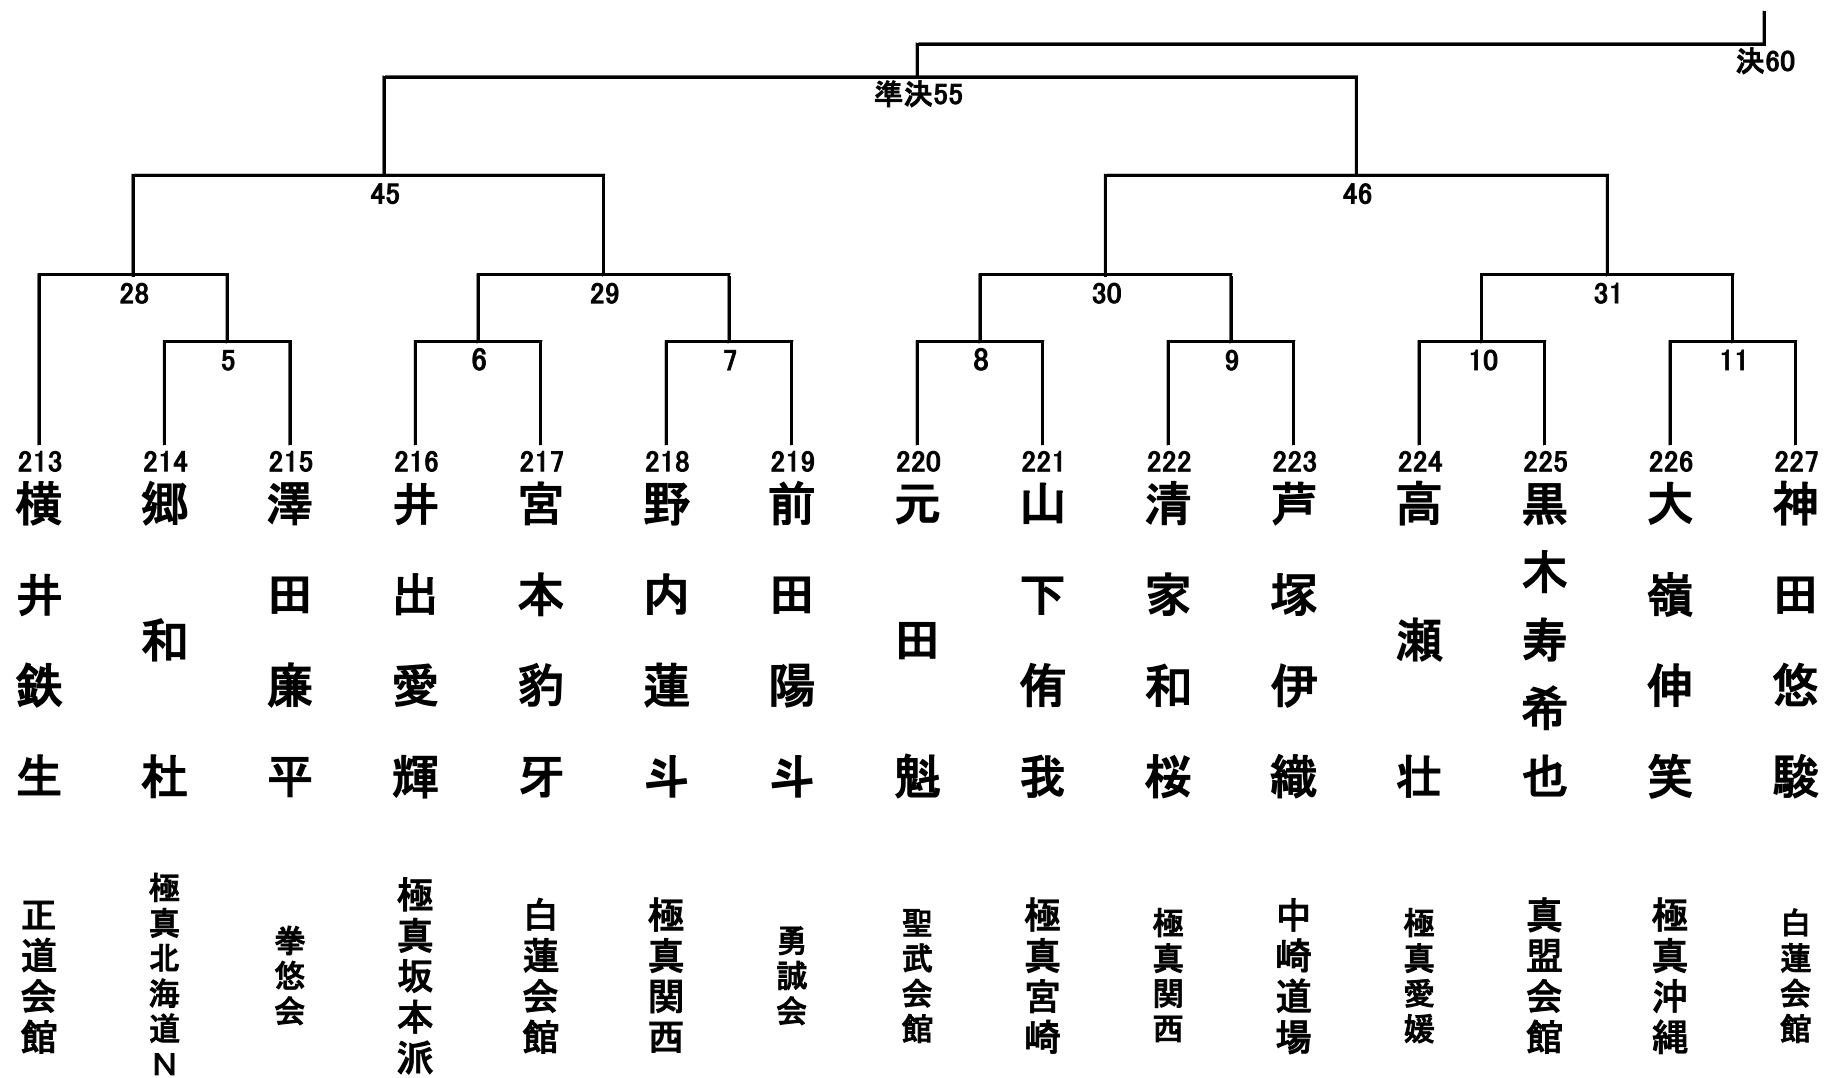 決60
準決55
45
46
28
29
30
31
5
6
7
8
9
10
11
213
214
215
216
217
218
219
220
221
222
223
224
225
226
227
横井鉄生
郷和杜
澤田廉平
井出愛輝
宮本豹牙
野内蓮斗
前田陽斗
元田魁
山下侑我
清家和桜
芦塚伊織
高瀬壮
黒木寿希也
大嶺伸笑
神田悠駿
正道会館
極真北海道N
拳悠会
極真坂本派
白蓮会館
極真関西
勇誠会
聖武会館
極真宮崎
極真関西
中崎道場
極真愛媛
真盟会館
極真沖縄
白蓮会館